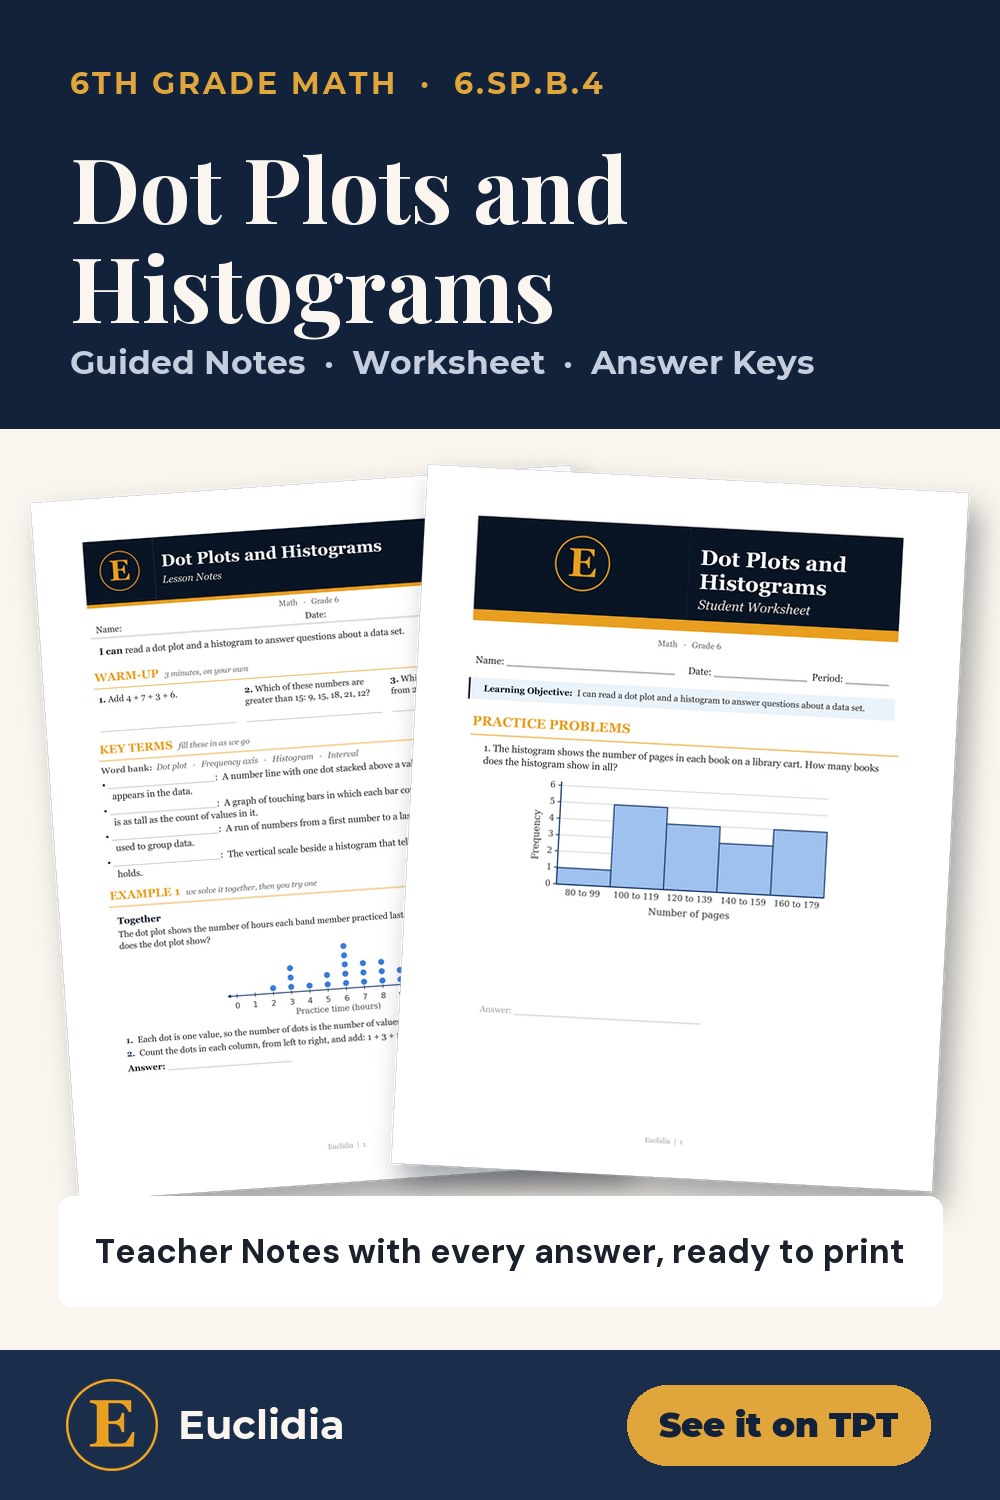 6TH GRADE MATH · 6.SP.B.4
Dot Plots and
Histograms
Guided Notes · Worksheet · Answer Keys
E
Dot Plots and Histograms
Lesson Notes
Math · Grade 6
Name:
Date:
I can read a dot plot and a histogram to answer questions about a data set.
WARM-UP 3 minutes, on your own
1. Add 4 + 7 + 3 + 6.
2. Which of these numbers are
greater than 15: 9, 15, 18, 21, 12?
3.
from
KEY TERMS fill these in as we go
Word bank: Dot plot · Frequency axis · Histogram · Interval
• : A number line with one dot stacked above a
appears in the data.
• : A graph of touching bars in which each bar
is as tall as the count of values in it.
• : A run of numbers from a first number to a
used to group data.
• : The vertical scale beside a histogram that
holds.
EXAMPLE 1 we solve it together, then you try one
Together
The dot plot shows the number of hours each band member practiced last
does the dot plot show?
0 1 2 3 4 5 6 7 8
Practice time (hours)
1. Each dot is one value, so the number of dots is the number of
2. Count the dots in each column, from left to right, and add: 1 + 3 +
Answer:
Euclidia | 1
E
Dot Plots and
Histograms
Student Worksheet
Math · Grade 6
Name: Date: Period:
Learning Objective: I can read a dot plot and a histogram to answer questions about a data set.
PRACTICE PROBLEMS
1. The histogram shows the number of pages in each book on a library cart. How many books
does the histogram show in all?
Frequency
6
5
4
3
2
1
0
80 to 99 100 to 119 120 to 139 140 to 159 160 to 179
Number of pages
Answer:
Euclidia | 1
Teacher Notes with every answer, ready to print
E Euclidia
See it on TPT